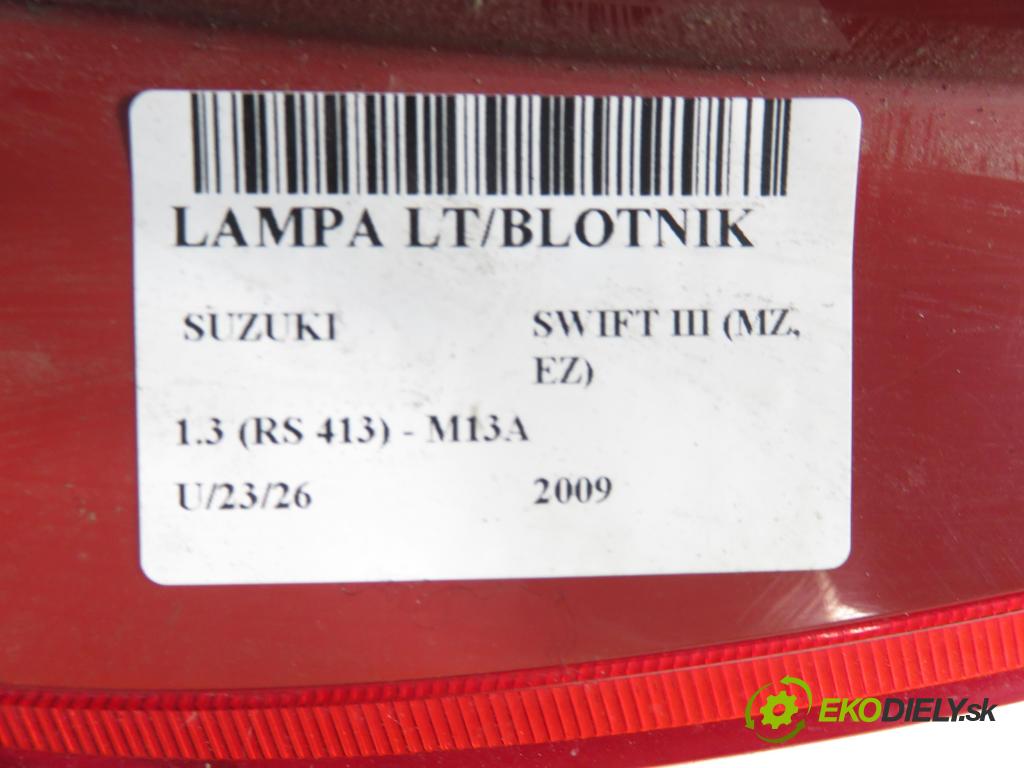 LAMPA LT/BLOTNIK
SUZUKI SWIFT III (MZ,
EZ)
1.3 (RS 413) - M13A
U/23/26 2009
EKODIELY.sk